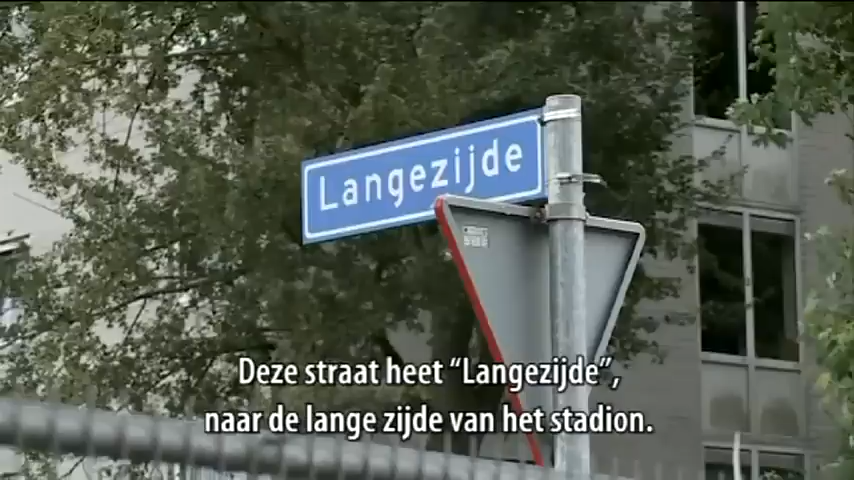 Langezijde
Deze straat heet “Langezijde”,
naar de lange zijde van het stadion.